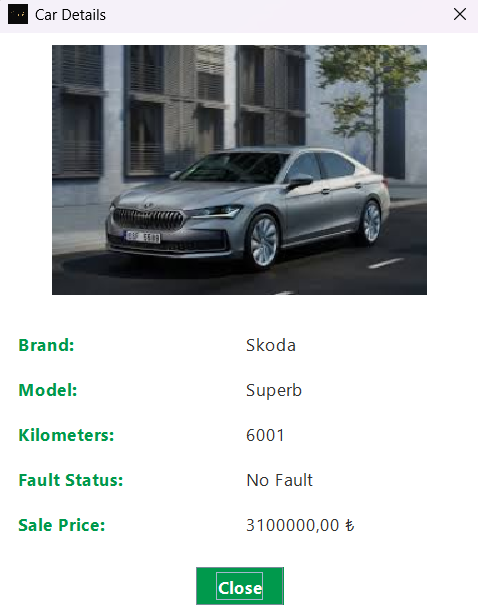 Car Details
Brand: Skoda
Model: Superb
Kilometers: 6001
Fault Status: No Fault
Sale Price: 3100000,00 ₺
Close